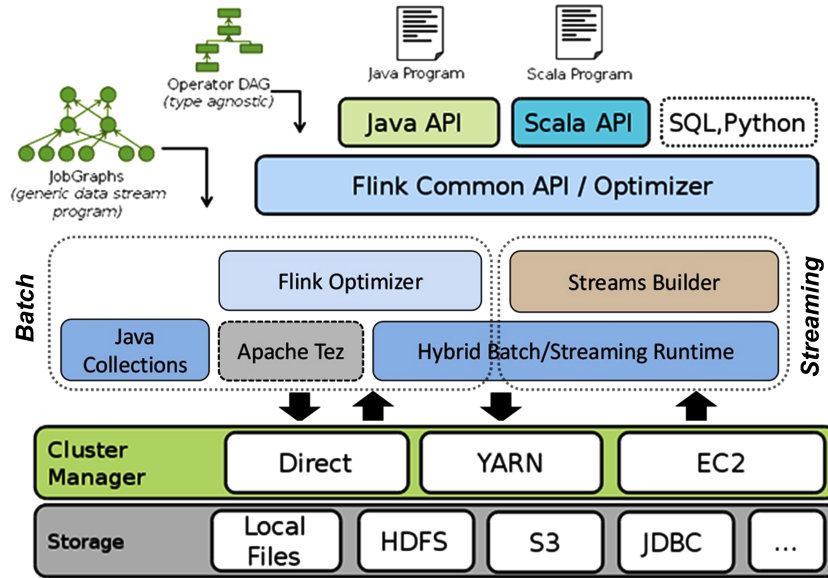 Operator DAG
(type agnostic)
Java Program
Scala Program
Java API
Scala API
SQL,Python
JobGraphs
(generic data stream
program)
Flink Common API / Optimizer
Batch
Flink Optimizer
Streams Builder
Streaming
Java
Collections
Apache Tez
Hybrid Batch/Streaming Runtime
Cluster
Manager
Direct
YARN
EC2
Storage
Local
Files
HDFS
S3
JDBC
...